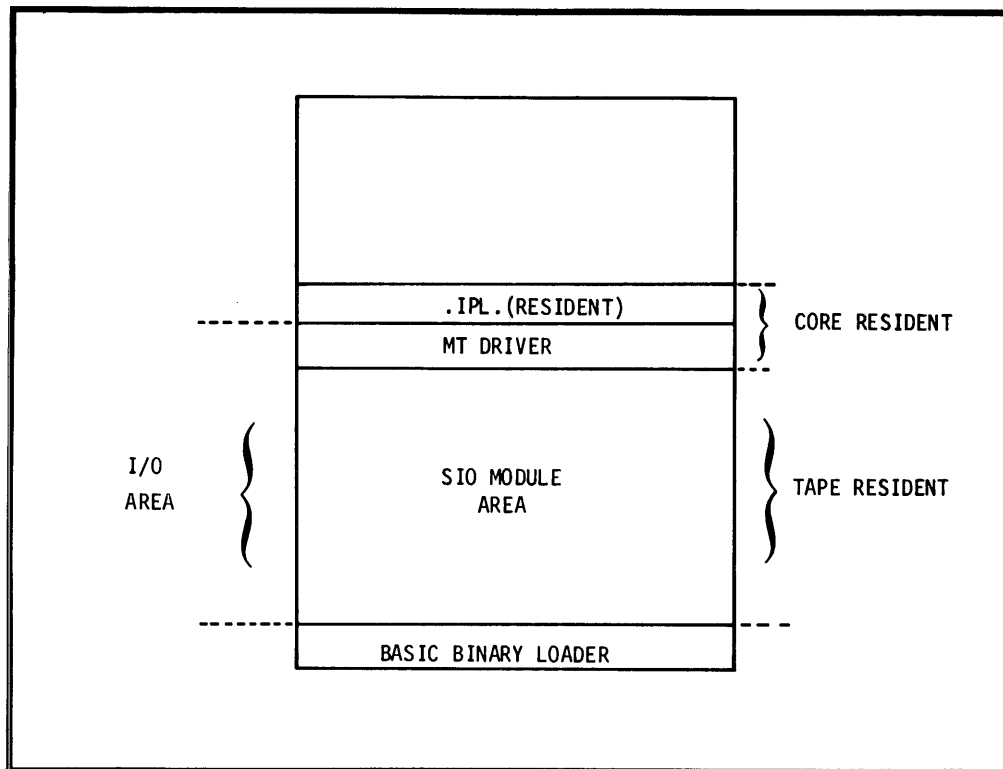 .IPL.(RESIDENT)
MT DRIVER
CORE RESIDENT
I/O
AREA
SIO MODULE
AREA
TAPE RESIDENT
BASIC BINARY LOADER